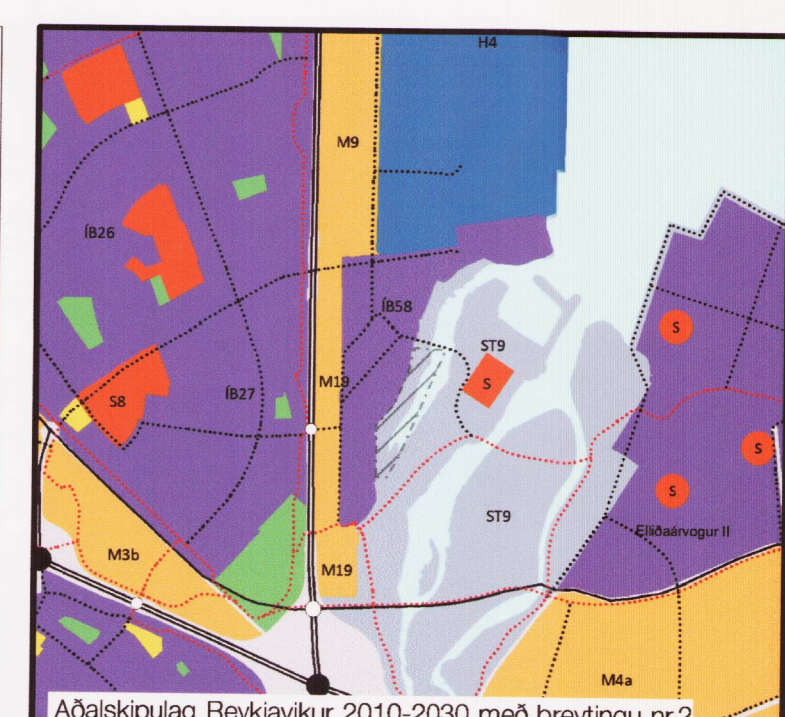 H4
M9
ÍB26
ÍB58
ST9
S
M19
S
S8
ÍB27
S
S
ST9
Elliðaárvogur II
M3b
M19
M4a
Aðalskipulag Reykjavíkur 2010-2030 með breytingu nr.2